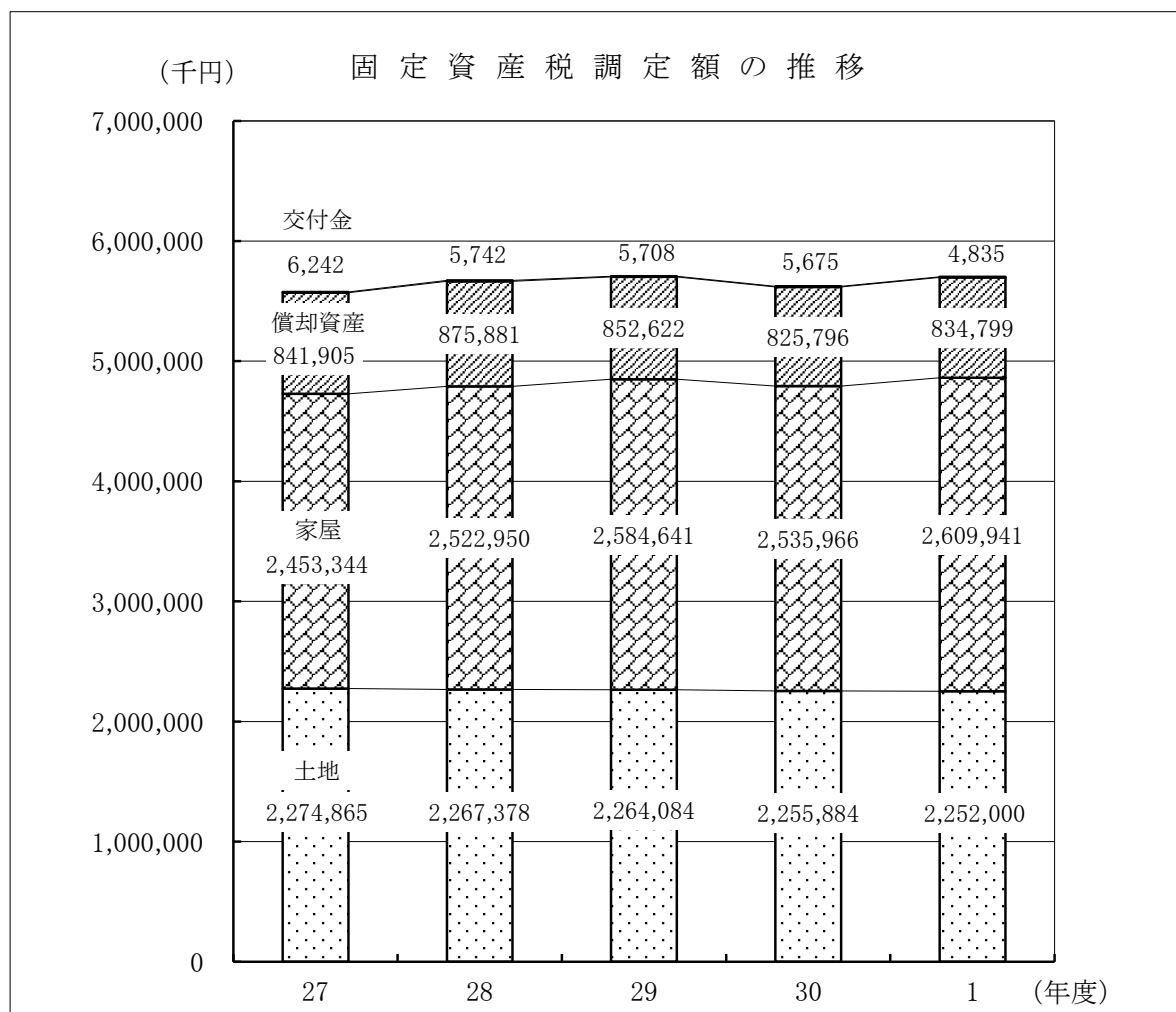 固定資産税調定額の推移
（千円）
7,000,000
6,000,000
5,000,000
4,000,000
3,000,000
2,000,000
1,000,000
0
交付金
6,242 5,742 5,708 5,675 4,835
償却資産
841,905 875,881 852,622 825,796 834,799
家屋
2,453,344 2,522,950 2,584,641 2,535,966 2,609,941
土地
2,274,865 2,267,378 2,264,084 2,255,884 2,252,000
27 28 29 30 1 （年度）